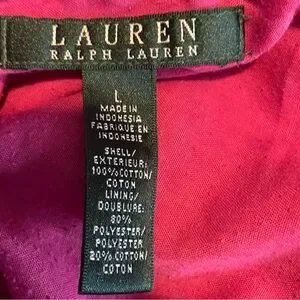 LAUREN
RALPH LAUREN
L
MADE IN
INDONESIA
FABRIQUE EN
INDONESIE
SHELL/
EXTERIEUR:
100% COTTON/
COTON
LINING/
DOUBLURE:
80%
POLYESTER/
POLYESTER
20% COTTON/
COTON